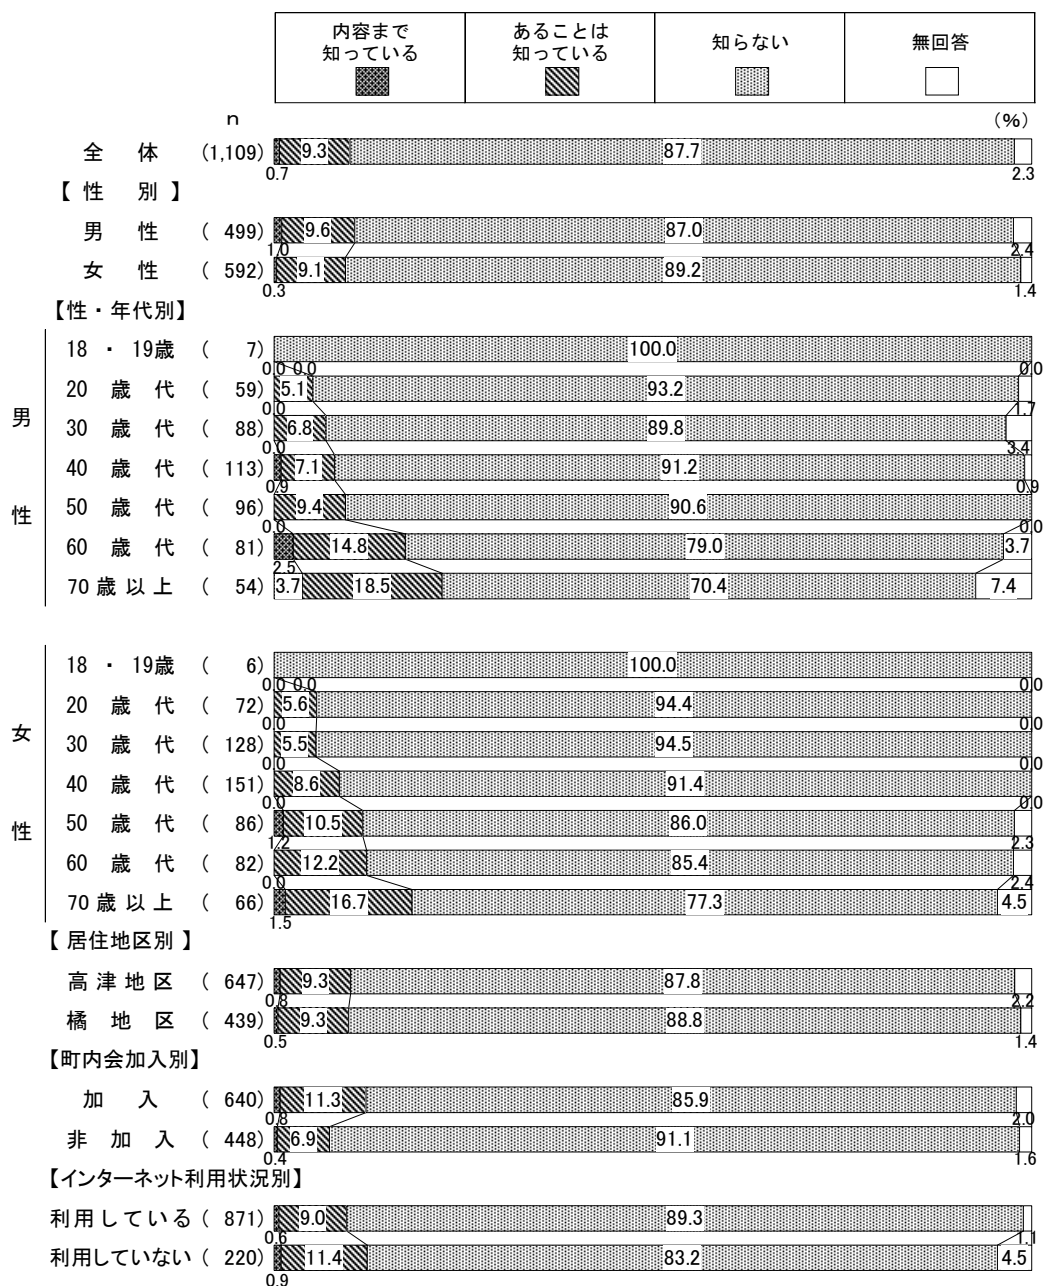 内容まで
知っている
あることは
知っている
知らない
無回答
n
(%)
全 体 (1,109) 9.3 87.7
0.7 2.3
【 性 別 】
男 性 ( 499) 9.6 87.0
1.0 2.4
女 性 ( 592) 9.1 89.2
0.3 1.4
【性・年代別】
男性
18 ・ 19歳 ( 7) 100.0
0.0 0.0 0.0
20 歳 代 ( 59) 5.1 93.2
0.0 1.7
30 歳 代 ( 88) 6.8 89.8
0.0 3.4
40 歳 代 ( 113) 7.1 91.2
0.9 0.9
50 歳 代 ( 96) 9.4 90.6
0.0 0.0
60 歳 代 ( 81) 14.8 79.0 3.7
2.5
70 歳 以 上 ( 54) 3.7 18.5 70.4 7.4
女性
18 ・ 19歳 ( 6) 100.0
0.0 0.0 0.0
20 歳 代 ( 72) 5.6 94.4
0.0 0.0
30 歳 代 ( 128) 5.5 94.5
0.0 0.0
40 歳 代 ( 151) 8.6 91.4
0.0 0.0
50 歳 代 ( 86) 10.5 86.0
1.2 2.3
60 歳 代 ( 82) 12.2 85.4
0.0 2.4
70 歳 以 上 ( 66) 16.7 77.3 4.5
1.5
【 居住地区別 】
高 津 地 区 ( 647) 9.3 87.8
0.8 2.2
橘 地 区 ( 439) 9.3 88.8
0.5 1.4
【町内会加入別】
加 入 ( 640) 11.3 85.9
0.8 2.0
非 加 入 ( 448) 6.9 91.1
0.4 1.6
【インターネット利用状況別】
利用している ( 871) 9.0 89.3
0.6 1.1
利用していない ( 220) 11.4 83.2 4.5
0.9